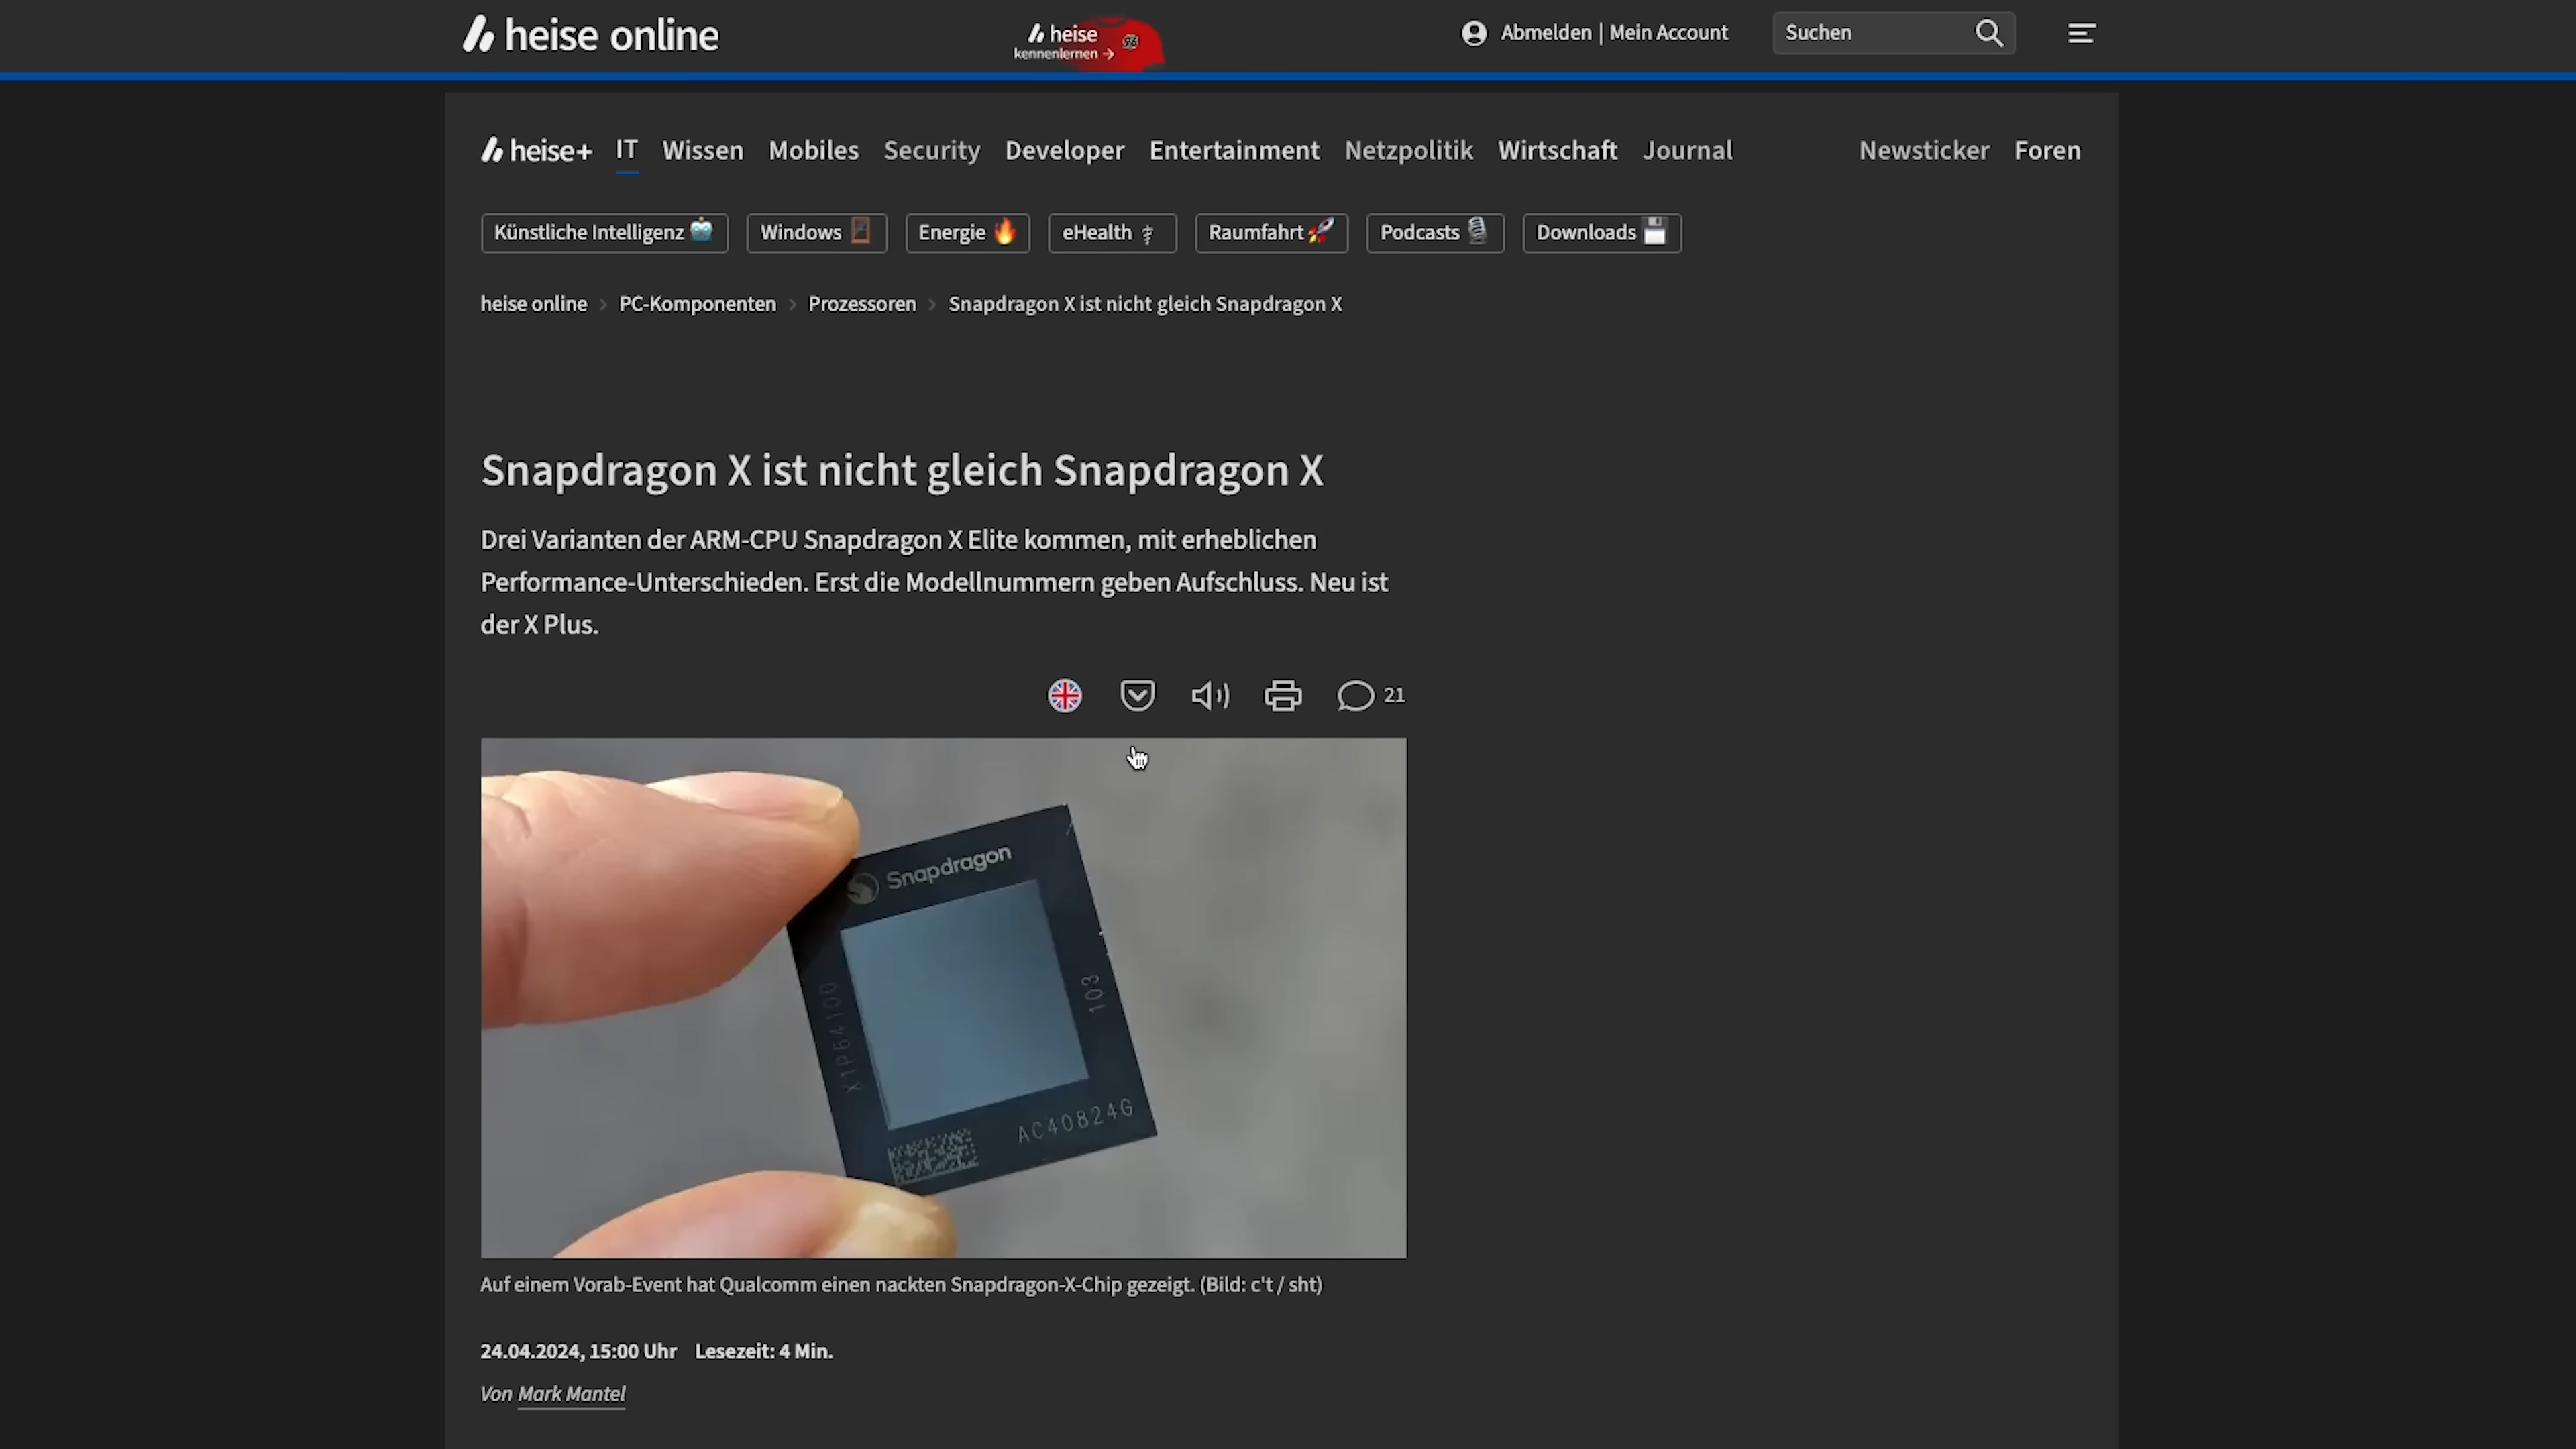 heise online
heise
kennenlernen →
96
Abmelden | Mein Account
Suchen
heise+ IT Wissen Mobiles Security Developer Entertainment Netzpolitik Wirtschaft Journal Newsticker Foren
Künstliche Intelligenz Windows Energie eHealth Raumfahrt Podcasts Downloads
heise online > PC-Komponenten > Prozessoren > Snapdragon X ist nicht gleich Snapdragon X
Snapdragon X ist nicht gleich Snapdragon X
Drei Varianten der ARM-CPU Snapdragon X Elite kommen, mit erheblichen
Performance-Unterschieden. Erst die Modellnummern geben Aufschluss. Neu ist
der X Plus.
21
Snapdragon
X1P64100
103
AC40824G
Auf einem Vorab-Event hat Qualcomm einen nackten Snapdragon-X-Chip gezeigt. (Bild: c't / sht)
24.04.2024, 15:00 Uhr Lesezeit: 4 Min.
Von Mark Mantel